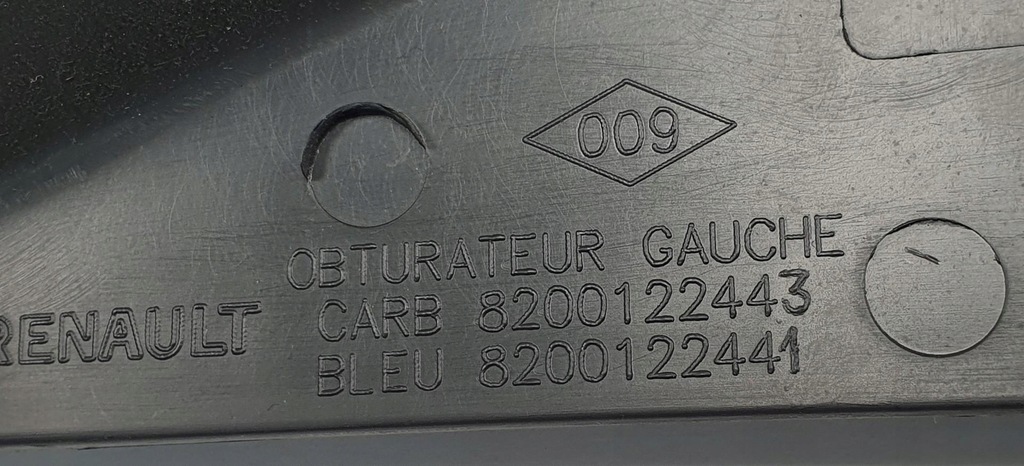 009
OBTURATEUR GAUCHE
RENAULT
CARB 8200122443
BLEU 8200122441